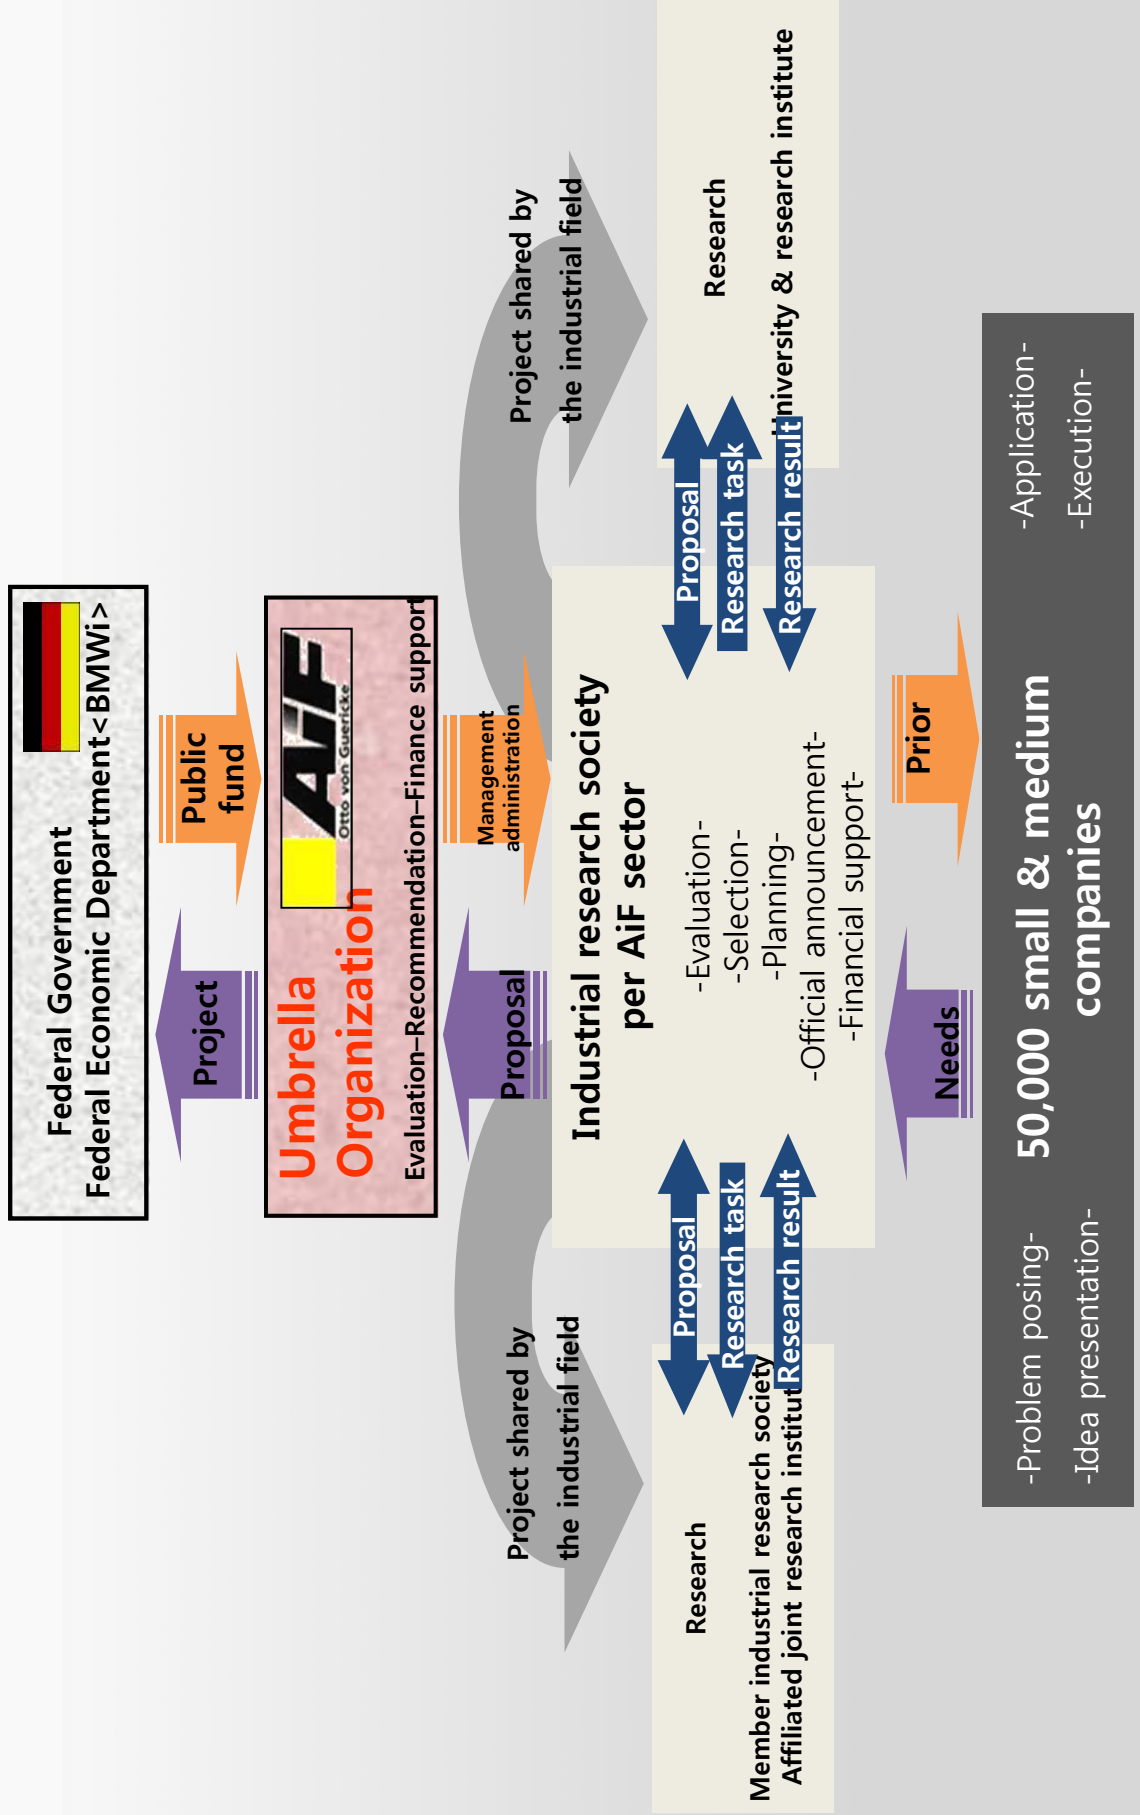 Federal Government
Federal Economic Department<BMWi>
Project
Public
fund
Umbrella
Organization
AiF
Otto von Guericke
Evaluation–Recommendation–Finance support
Proposal
Management
administration
Project shared by
the industrial field
Project shared by
the industrial field
Industrial research society
per AiF sector
-Evaluation-
-Selection-
-Planning-
-Official announcement-
-Financial support-
Research
Member industrial research society
Affiliated joint research institut
Proposal
Research task
Research result
Proposal
Research task
Research result
Research
University & research institute
Needs
Prior
-Problem posing-
-Idea presentation-
50,000 small & medium
companies
-Application-
-Execution-